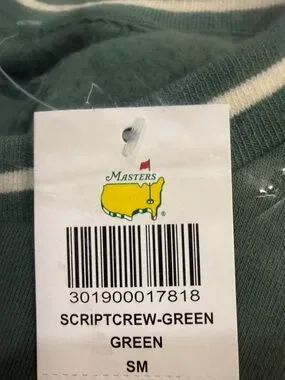 MASTERS
®
301900017818
SCRIPTCREW-GREEN
GREEN
SM